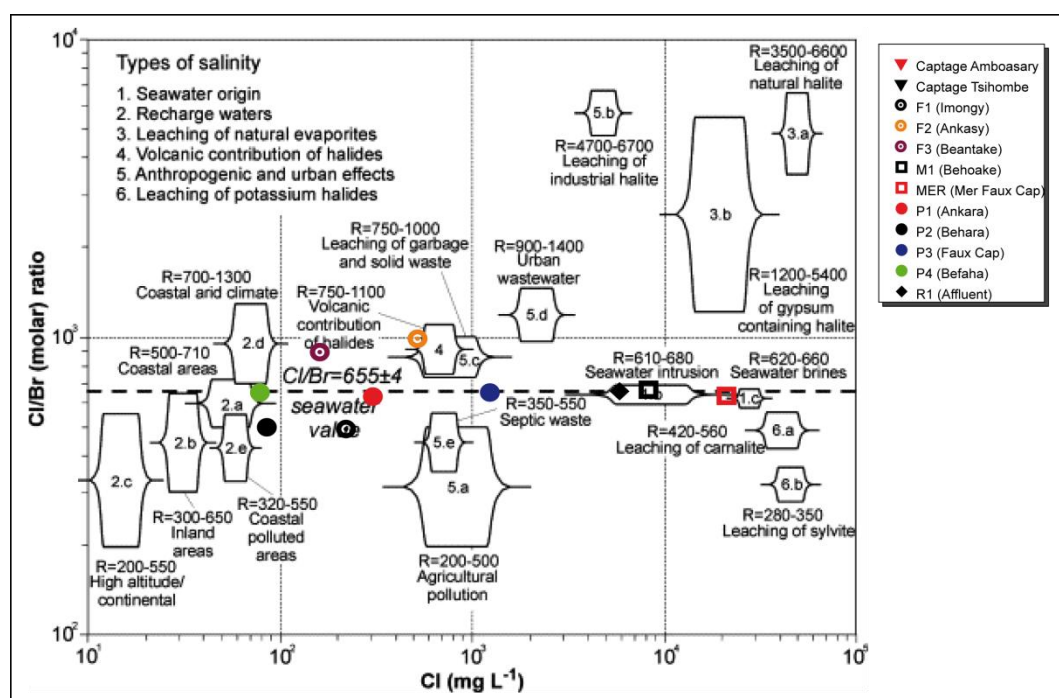 10⁴
10³
10²
Cl/Br (molar) ratio
Types of salinity
1. Seawater origin
2. Recharge waters
3. Leaching of natural evaporites
4. Volcanic contribution of halides
5. Anthropogenic and urban effects
6. Leaching of potassium halides
R=3500-6600
Leaching of
natural halite
3.a
5.b
R=4700-6700
Leaching of
industrial halite
3.b
R=1200-5400
Leaching
of gypsum
containing halite
R=750-1000
Leaching of garbage
and solid waste
R=900-1400
Urban
wastewater
5.d
R=700-1300
Coastal arid climate
2.d
R=750-1100
Volcanic
contribution
of halides
4
5.c
R=500-710
Coastal areas
2.a
Cl/Br=655±4
seawater
value
R=610-680
Seawater intrusion
R=620-660
Seawater brines
1.c
R=350-550
Septic waste
5.e
5.a
R=420-560
Leaching of carnalite
6.a
6.b
R=280-350
Leaching of sylvite
2.b
2.e
2.c
R=320-550
Coastal
polluted
areas
R=300-650
Inland
areas
R=200-550
High altitude/
continental
R=200-500
Agricultural
pollution
10¹
10²
10³
10⁴
10⁵
Cl (mg L⁻¹)
Captage Amboasary
Captage Tsihombe
F1 (Imongy)
F2 (Ankasy)
F3 (Beantake)
M1 (Behoake)
MER (Mer Faux Cap)
P1 (Ankara)
P2 (Behara)
P3 (Faux Cap)
P4 (Befaha)
R1 (Affluent)